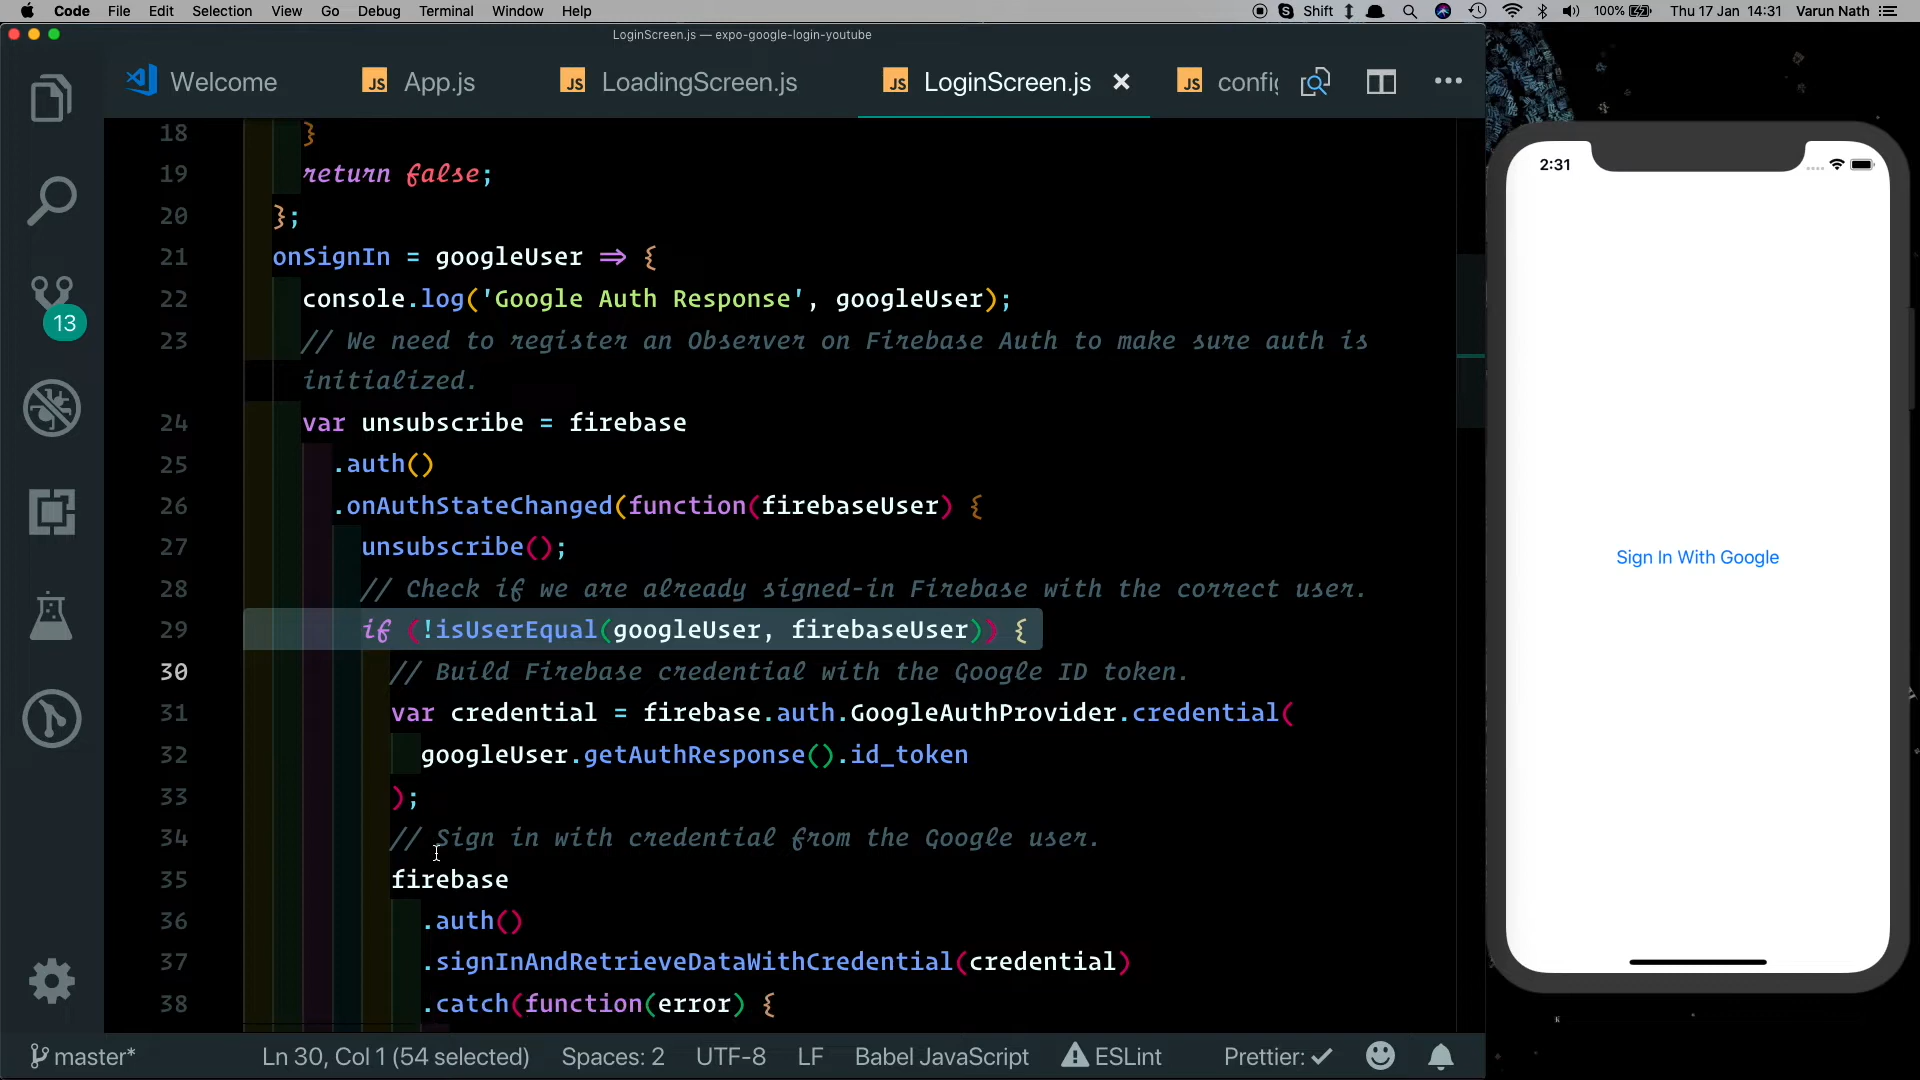 Code File Edit Selection View Go Debug Terminal Window Help Shift 100% Thu 17 Jan 14:31 Varun Nath
LoginScreen.js — expo-google-login-youtube
Welcome JS App.js JS LoadingScreen.js JS LoginScreen.js JS config
18 }
19 return false;
20 };
21 onSignIn = googleUser => {
22 console.log('Google Auth Response', googleUser);
23 // We need to register an Observer on Firebase Auth to make sure auth is
initialized.
24 var unsubscribe = firebase
25 .auth()
26 .onAuthStateChanged(function(firebaseUser) {
27 unsubscribe();
28 // Check if we are already signed-in Firebase with the correct user.
29 if (!isUserEqual(googleUser, firebaseUser)) {
30 // Build Firebase credential with the Google ID token.
31 var credential = firebase.auth.GoogleAuthProvider.credential(
32 googleUser.getAuthResponse().id_token
33 );
34 // Sign in with credential from the Google user.
35 firebase
36 .auth()
37 .signInAndRetrieveDataWithCredential(credential)
38 .catch(function(error) {
13
master* Ln 30, Col 1 (54 selected) Spaces: 2 UTF-8 LF Babel JavaScript ESLint Prettier: ✓
2:31
Sign In With Google